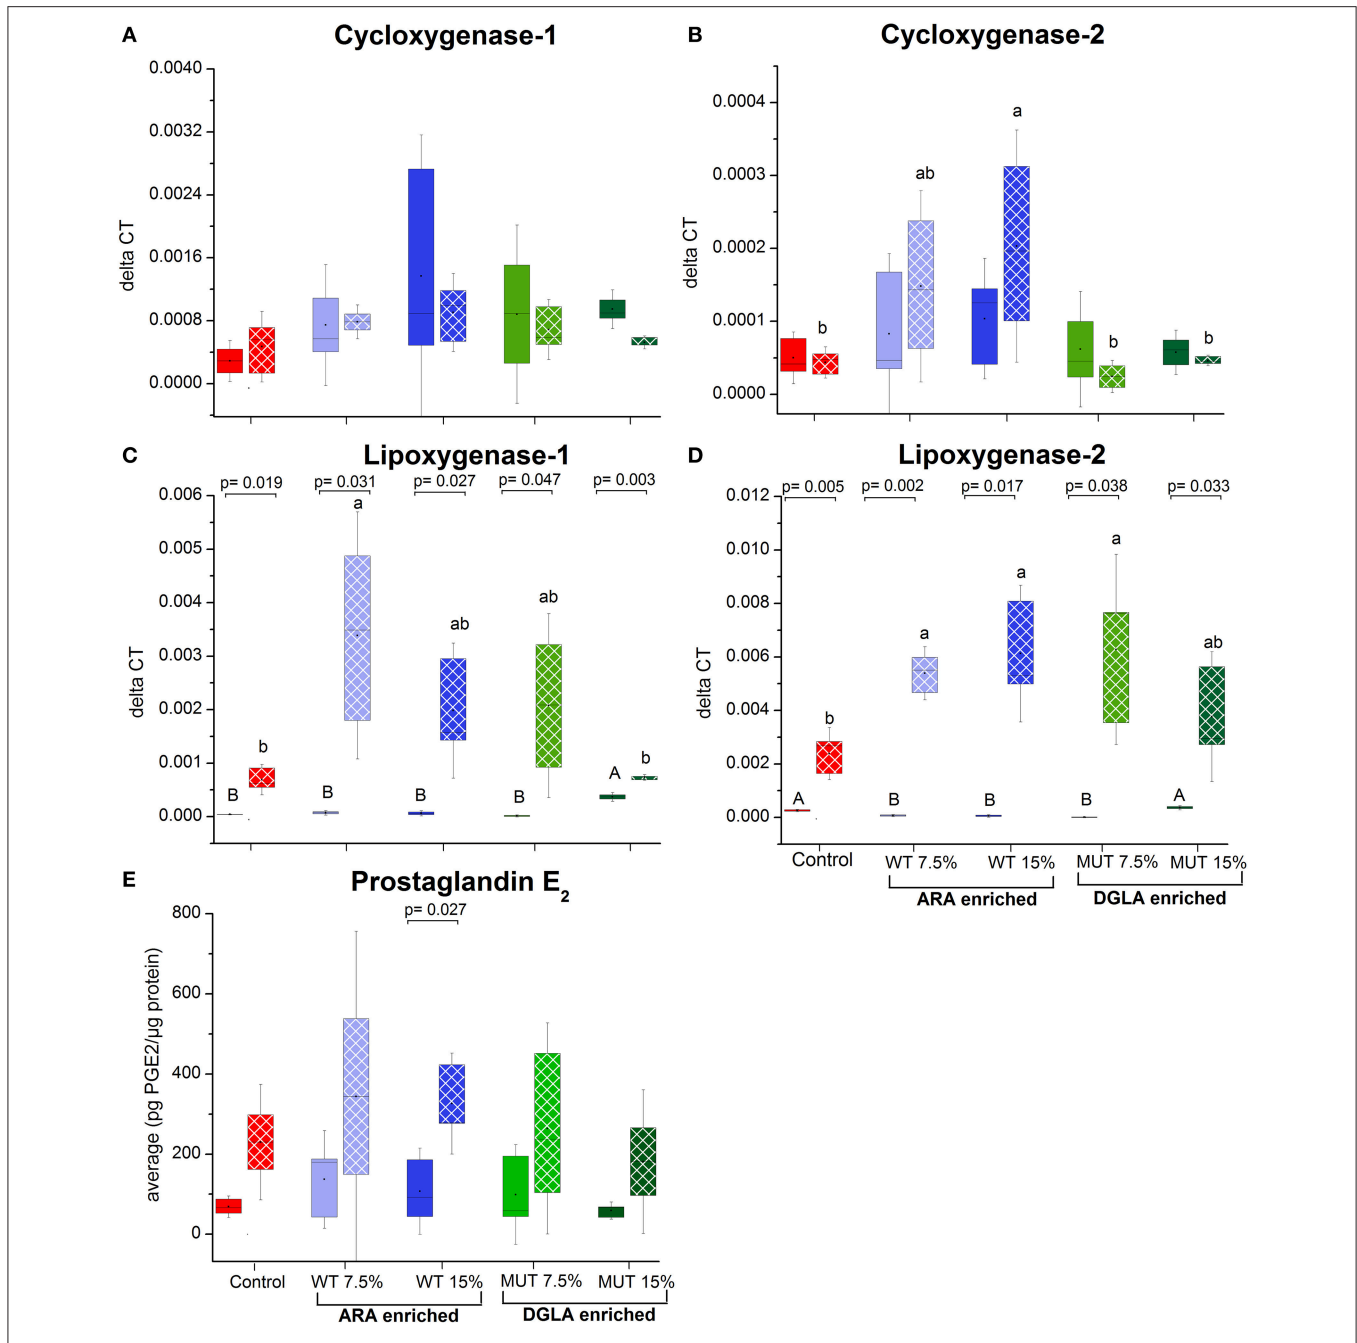 A
Cycloxygenase-1
0.0040
0.0032
0.0024
0.0016
0.0008
0.0000
delta CT
B
Cycloxygenase-2
0.0004
0.0003
0.0002
0.0001
0.0000
delta CT
b
ab
a
b
b
C
Lipoxygenase-1
p= 0.019
p= 0.031
p= 0.027
p= 0.047
p= 0.003
0.006
0.005
0.004
0.003
0.002
0.001
0.000
delta CT
B
b
B
a
B
ab
B
ab
A
b
D
Lipoxygenase-2
p= 0.005
p= 0.002
p= 0.017
p= 0.038
p= 0.033
0.012
0.010
0.008
0.006
0.004
0.002
0.000
delta CT
A
b
B
a
B
a
B
a
A
ab
Control
WT 7.5%
WT 15%
MUT 7.5%
MUT 15%
ARA enriched
DGLA enriched
E
Prostaglandin E2
p= 0.027
800
600
400
200
0
average (pg PGE2/µg protein)
Control
WT 7.5%
WT 15%
MUT 7.5%
MUT 15%
ARA enriched
DGLA enriched